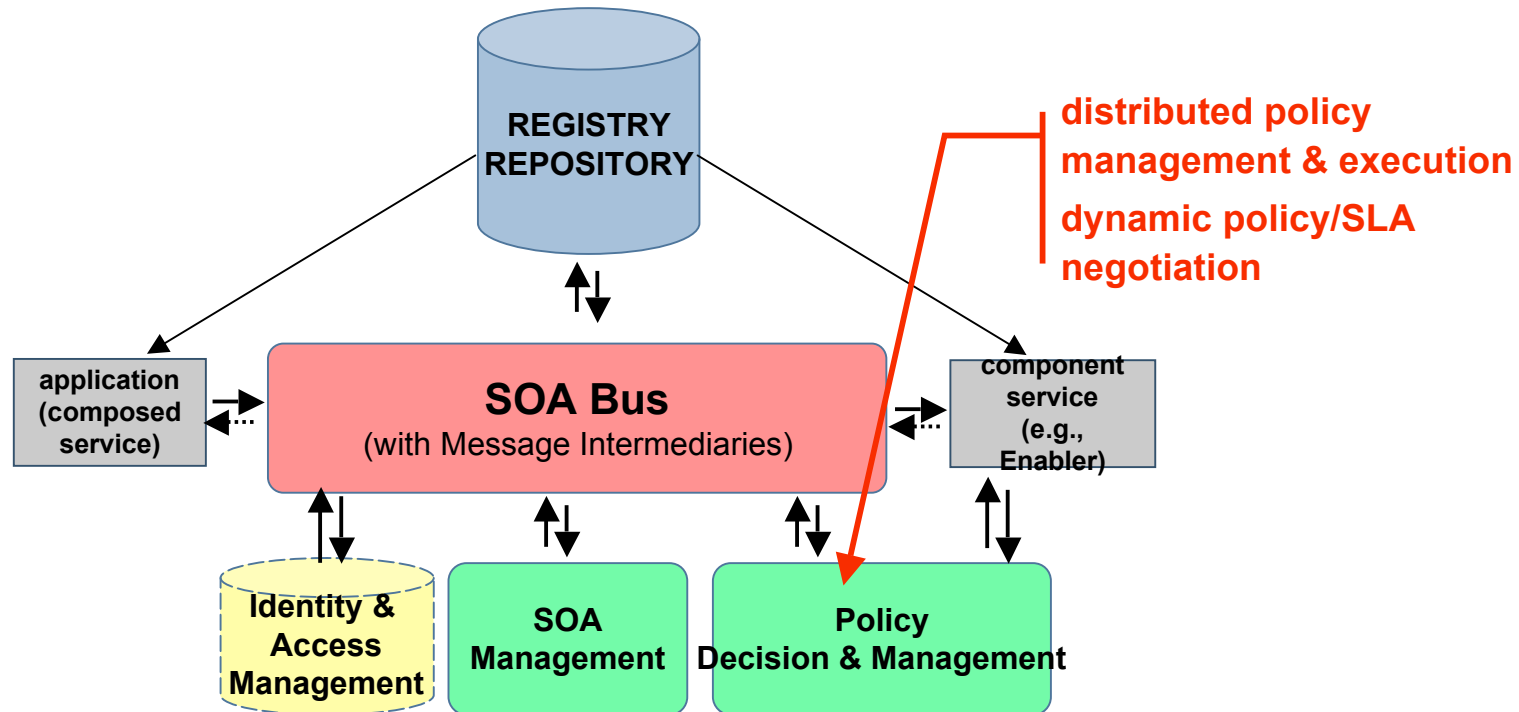 REGISTRY
REPOSITORY
distributed policy
management & execution
dynamic policy/SLA
negotiation
application
(composed
service)
SOA Bus
(with Message Intermediaries)
component
service
(e.g.,
Enabler)
Identity &
Access
Management
SOA
Management
Policy
Decision & Management